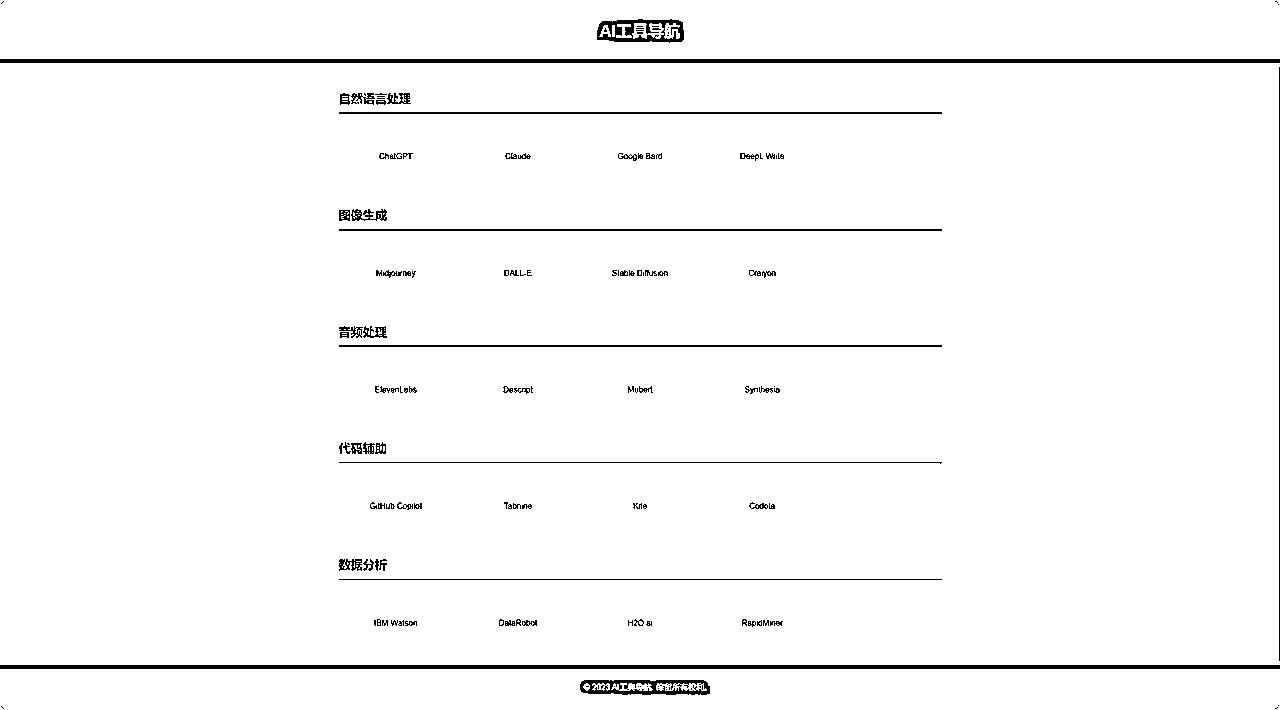 AI工具导航
自然语言处理
ChatGPT Claude Google Bard DeepL Write
图像生成
Midjourney DALL-E Stable Diffusion Craiyon
音频处理
ElevenLabs Descript Mubert Synthesia
代码辅助
GitHub Copilot Tabnine Kite Codota
数据分析
IBM Watson DataRobot H2O.ai RapidMiner
© 2023 AI工具导航. 保留所有权利.